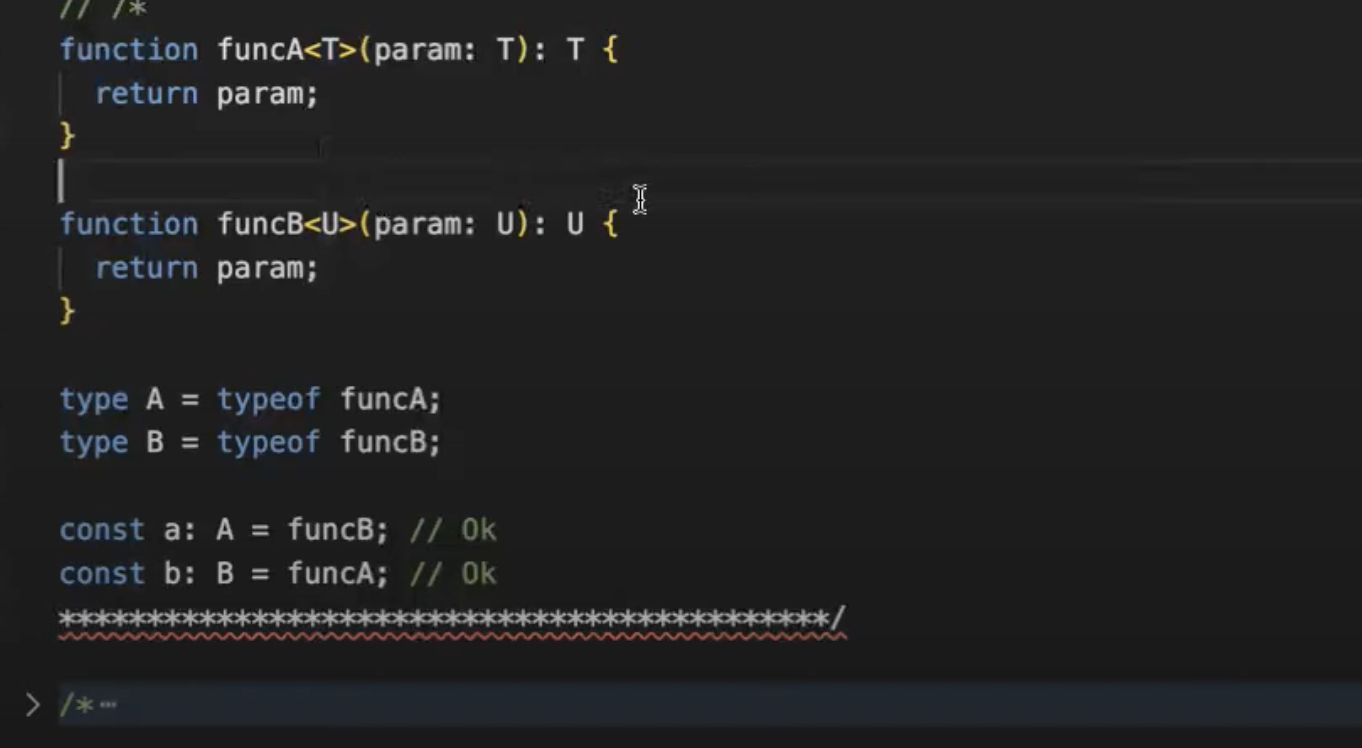 // /*
function funcA<T>(param: T): T {
return param;
}
function funcB<U>(param: U): U {
return param;
}
type A = typeof funcA;
type B = typeof funcB;
const a: A = funcB; // Ok
const b: B = funcA; // Ok
********************************************/
/*⋯